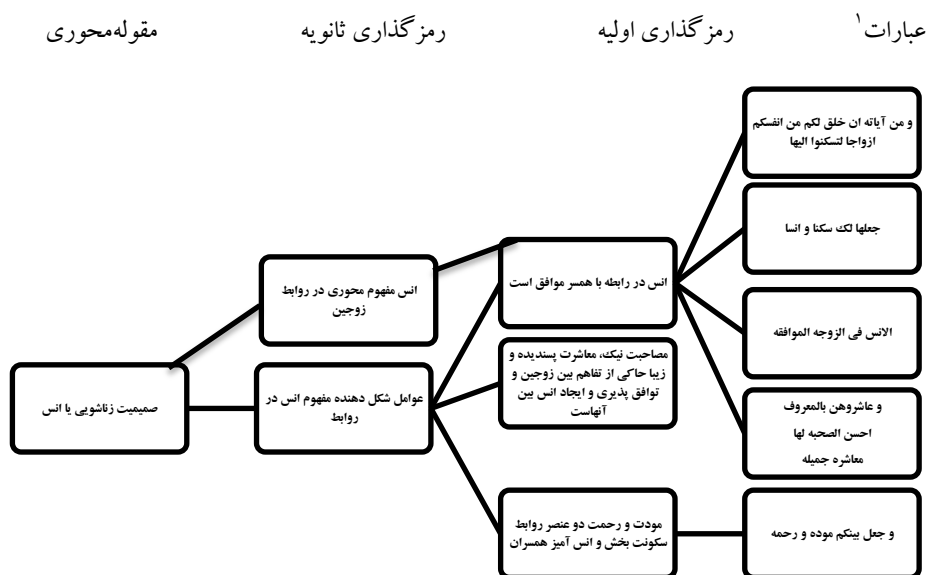 عبارات۱
رمزگذاری اولیه
رمزگذاری ثانویه
مقوله‌محوری
و من آیاته ان خلق لکم من انفسکم
ازواجا لتسکنوا الیها
جعلها لک سکنا و انسا
الانس فی الزوجه الموافقه
و عاشروهن بالمعروف
احسن الصحبه لها
معاشره جمیله
و جعل بینکم موده و رحمه
انس در رابطه با همسر موافق است
مصاحبت نیک، معاشرت پسندیده و
زیبا حاکی از تفاهم بین زوجین و
توافق پذیری و ایجاد انس بین
آنهاست
مودت و رحمت دو عنصر روابط
سکونت بخش و انس آمیز همسران
انس مفهوم محوری در روابط
زوجین
عوامل شکل دهنده مفهوم انس در
روابط
صمیمیت زناشویی یا انس